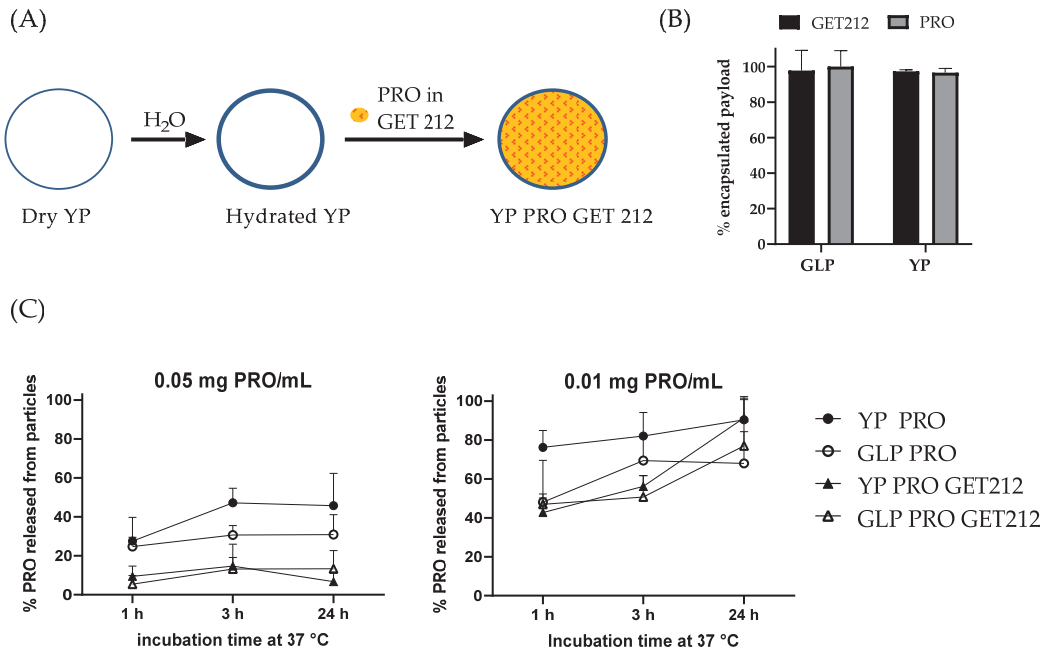 (A)
H₂O
PRO in
GET 212
Dry YP
Hydrated YP
YP PRO GET 212
(B)
GET212
PRO
% encapsulated payload
100
80
60
40
20
0
GLP
YP
(C)
0.05 mg PRO/mL
% PRO released from particles
100
80
60
40
20
0
1 h
3 h
24 h
incubation time at 37 °C
0.01 mg PRO/mL
% PRO released from particles
100
80
60
40
20
0
1 h
3 h
24 h
Incubation time at 37 °C
YP PRO
GLP PRO
YP PRO GET212
GLP PRO GET212